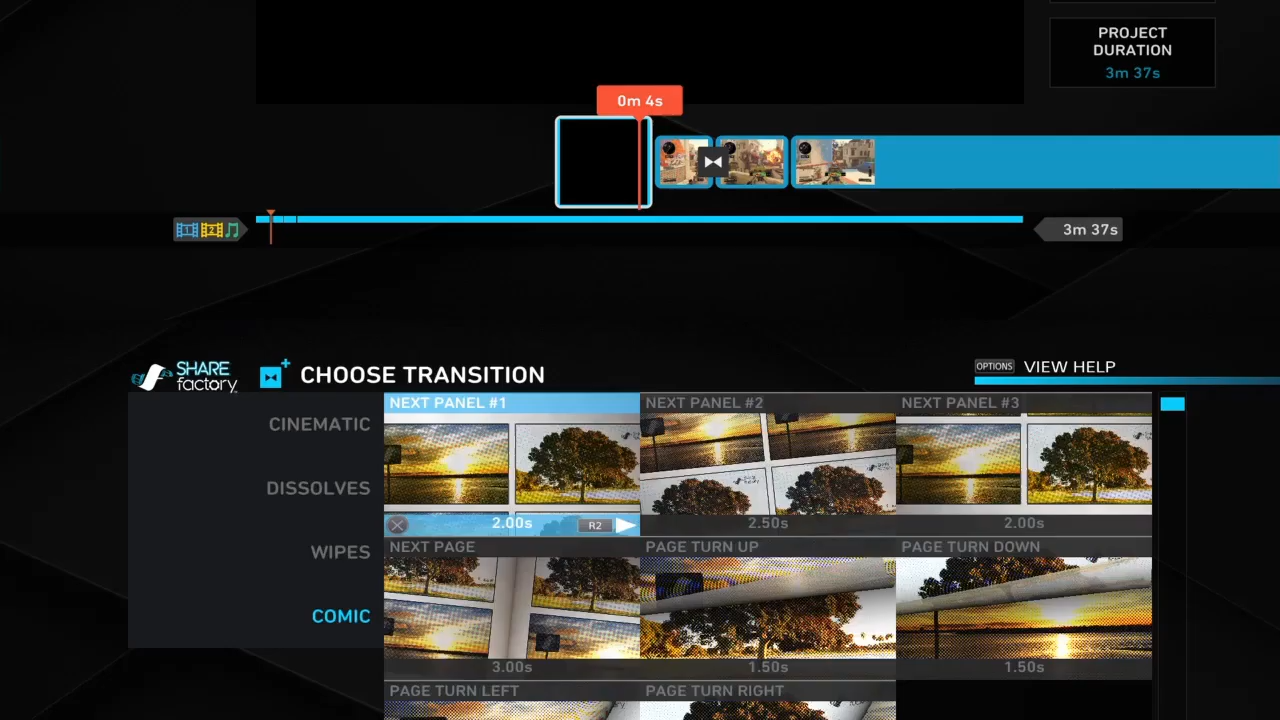 PROJECT
DURATION
3m 37s
0m 4s
1 2
3m 37s
SHARE
factory
CHOOSE TRANSITION
OPTIONS VIEW HELP
CINEMATIC
DISSOLVES
WIPES
COMIC
NEXT PANEL #1
NEXT PANEL #2
NEXT PANEL #3
2.00s
R2
2.50s
2.00s
NEXT PAGE
PAGE TURN UP
PAGE TURN DOWN
3.00s
1.50s
1.50s
PAGE TURN LEFT
PAGE TURN RIGHT